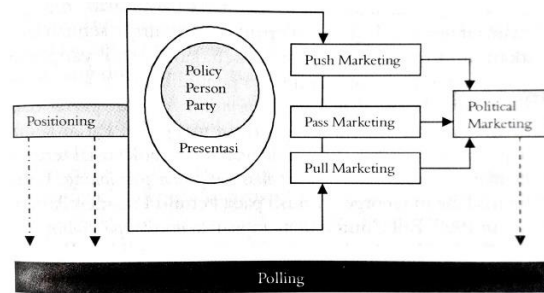 Positioning
Policy
Person
Party
Presentasi
Push Marketing
Pass Marketing
Pull Marketing
Political
Marketing
Polling